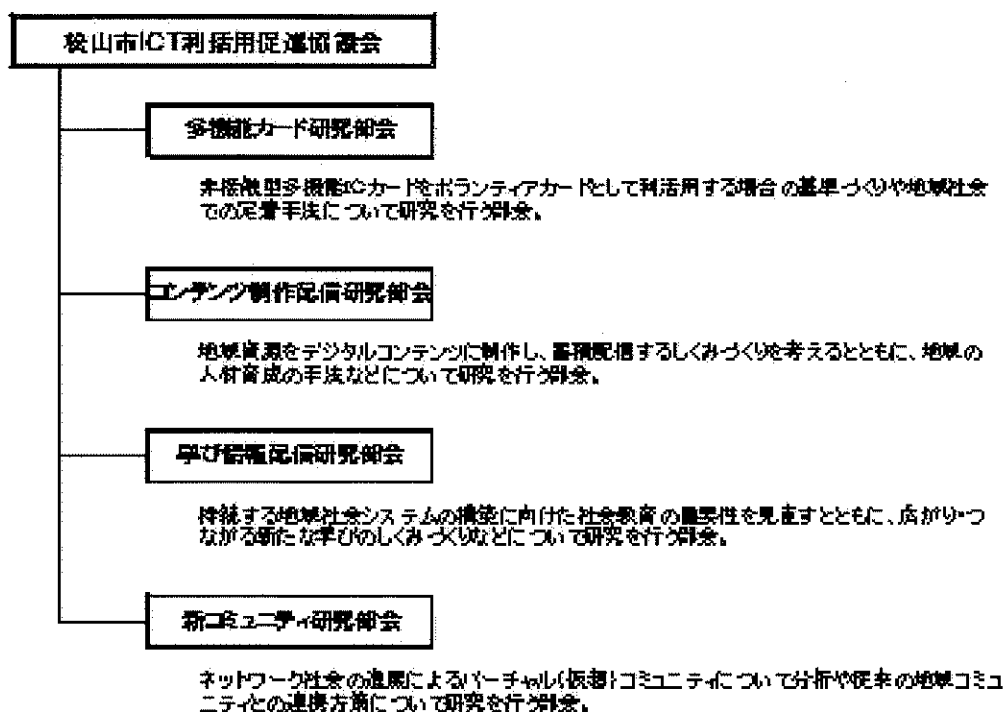 松山市ICT利活用促進協議会
多機能カード研究部会
非接触型多機能ICカードをボランティアカードとして利活用する場合の基準づくりや地域社会
での定着手法について研究を行う部会。
コンテンツ制作配信研究部会
地域資源をデジタルコンテンツに制作し、蓄積配信するしくみづくりを考えるとともに、地域の
人材育成の手法などについて研究を行う部会。
学び情報配信研究部会
持続する地域社会システムの構築に向けた社会教育の重要性を見直すとともに、広がり・つ
ながる新たな学びのしくみづくりなどについて研究を行う部会。
新コミュニティ研究部会
ネットワーク社会の進展によるバーチャル(仮想)コミュニティについて分析や従来の地域コミュ
ニティとの連携方策について研究を行う部会。